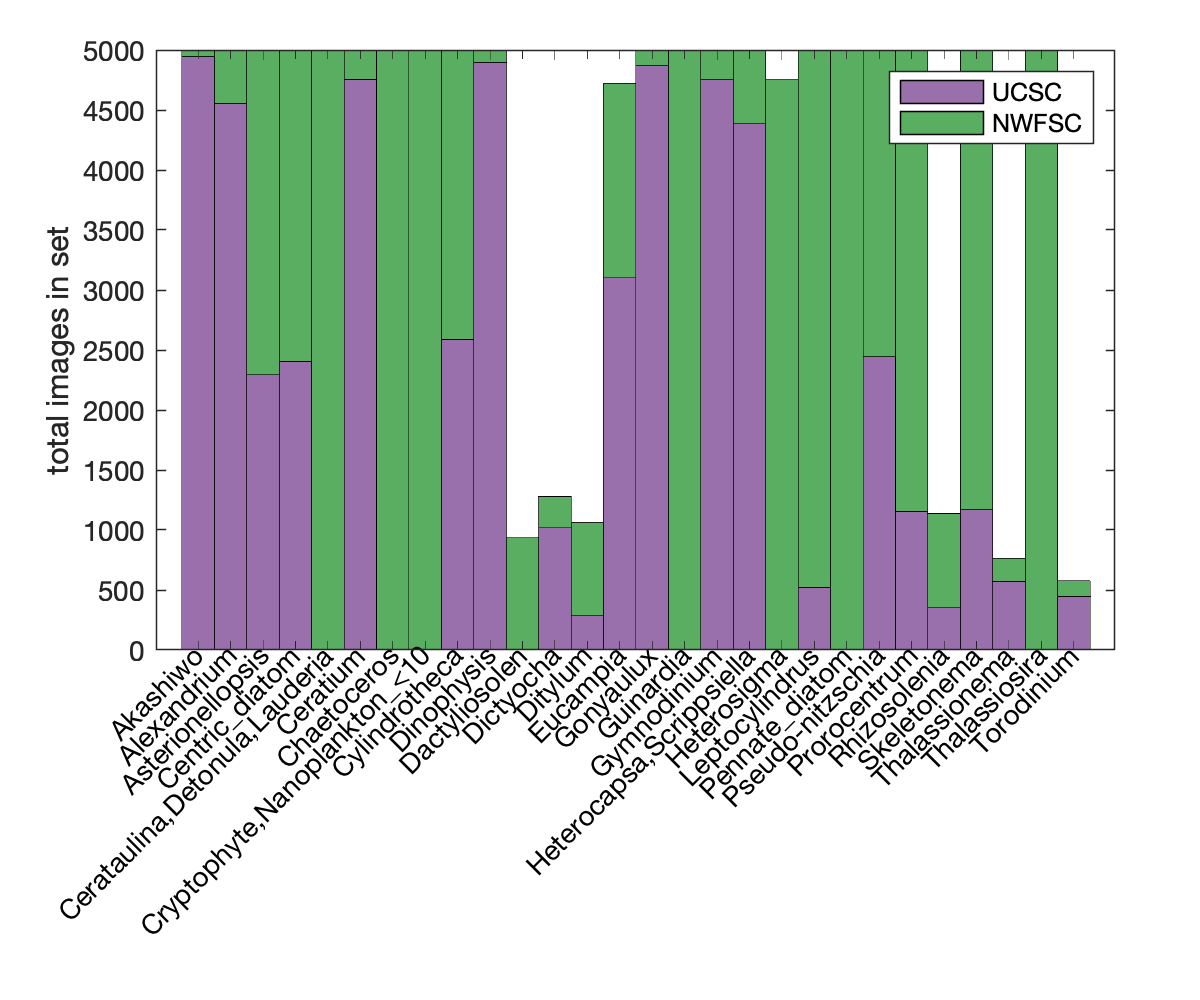 5000
4500
4000
3500
3000
2500
2000
1500
1000
500
0
total images in set
UCSC
NWFSC
Akashiwo
Alexandrium
Asterionellopsis
Centric_diatom
Cerataulina,Detonula,Lauderia
Ceratium
Chaetoceros
Cryptophyte,Nanoplankton_<10
Cylindrotheca
Dinophysis
Dactyliosolen
Dictyocha
Ditylum
Eucampia
Gonyaulux
Guinardia
Gymnodinium
Heterocapsa,Scrippsiella
Heterosigma
Leptocylindrus
Pennate_diatom
Pseudo-nitzschia
Prorocentrum
Rhizosolenia
Skeletonema
Thalassionema
Thalassiosira
Torodinium